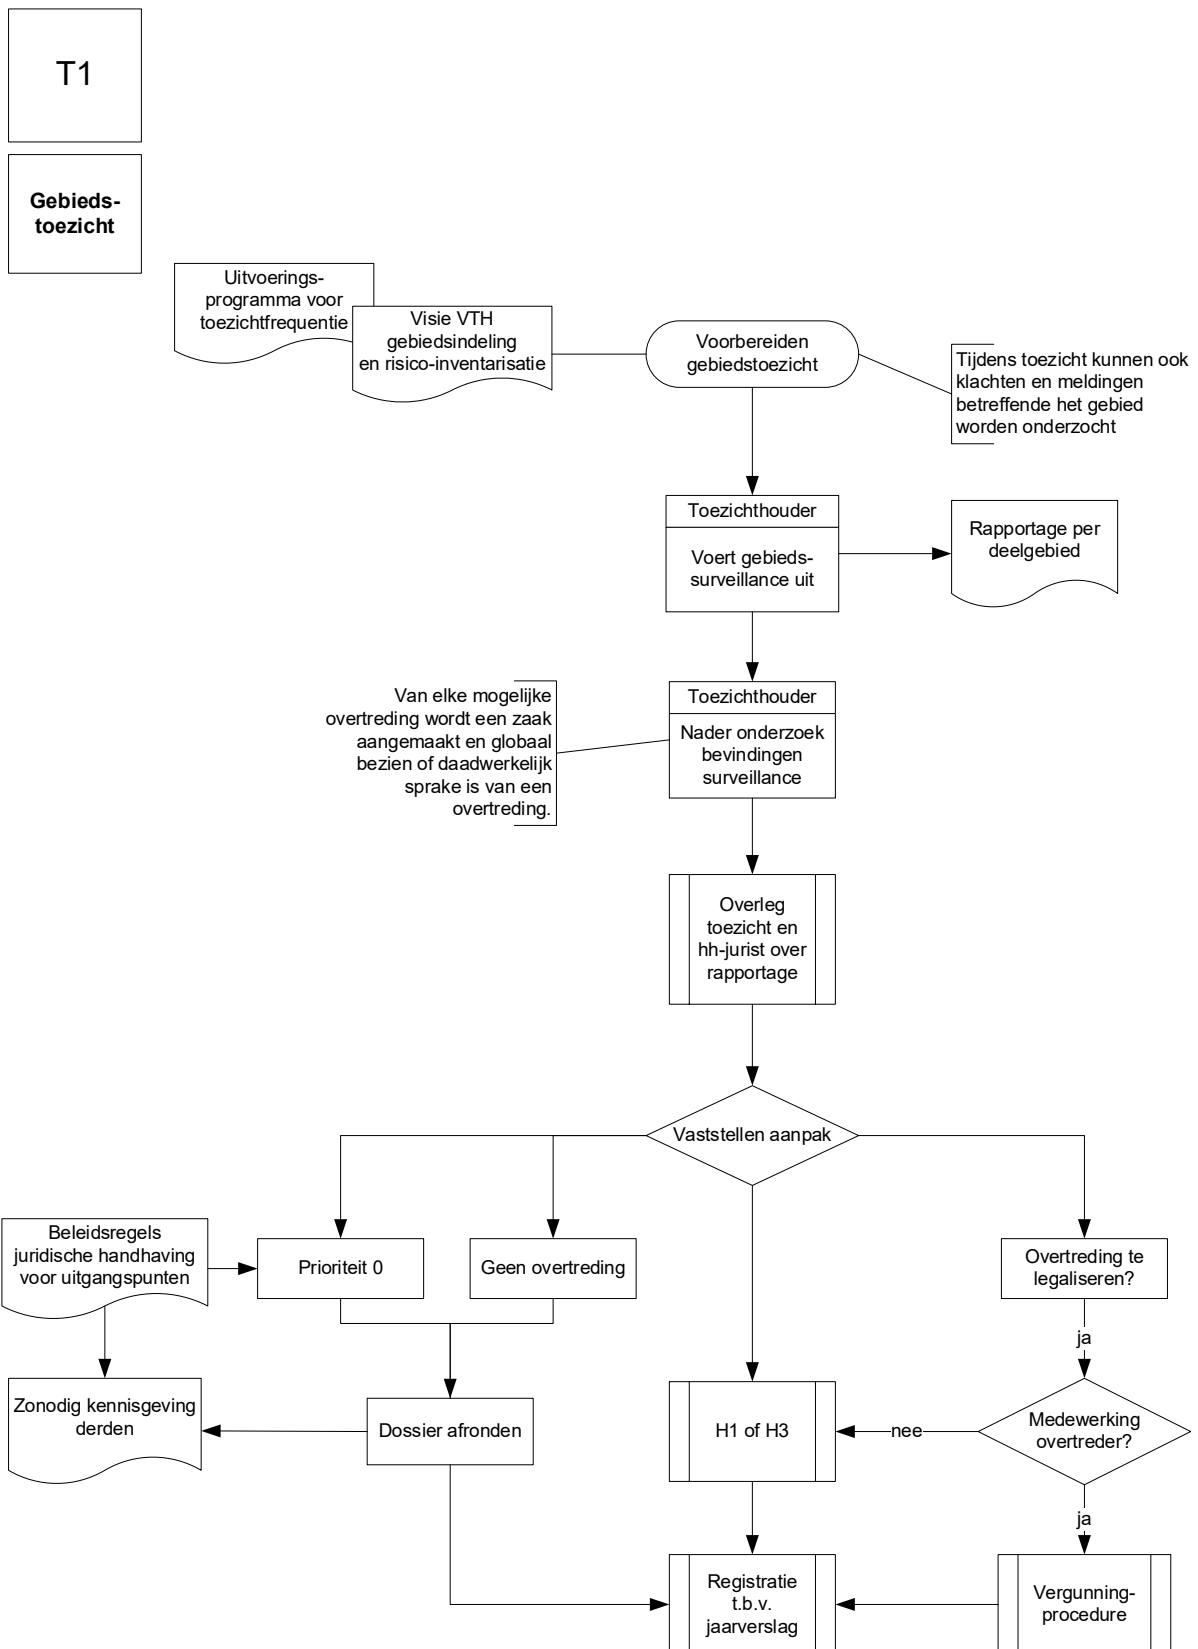 T1
Gebieds-
toezicht
Uitvoerings-
programma voor
toezichtfrequentie
Visie VTH
gebiedsindeling
en risico-inventarisatie
Voorbereiden
gebiedstoezicht
Tijdens toezicht kunnen ook
klachten en meldingen
betreffende het gebied
worden onderzocht
Toezichthouder
Voert gebieds-
surveillance uit
Rapportage per
deelgebied
Van elke mogelijke
overtreding wordt een zaak
aangemaakt en globaal
bezien of daadwerkelijk
sprake is van een
overtreding.
Toezichthouder
Nader onderzoek
bevindingen
surveillance
Overleg
toezicht en
hh-jurist over
rapportage
Vaststellen aanpak
Beleidsregels
juridische handhaving
voor uitgangspunten
Prioriteit 0
Geen overtreding
Overtreding te
legaliseren?
ja
Zonodig kennisgeving
derden
Dossier afronden
H1 of H3
nee
Medewerking
overtreder?
ja
Registratie
t.b.v.
jaarverslag
Vergunning-
procedure